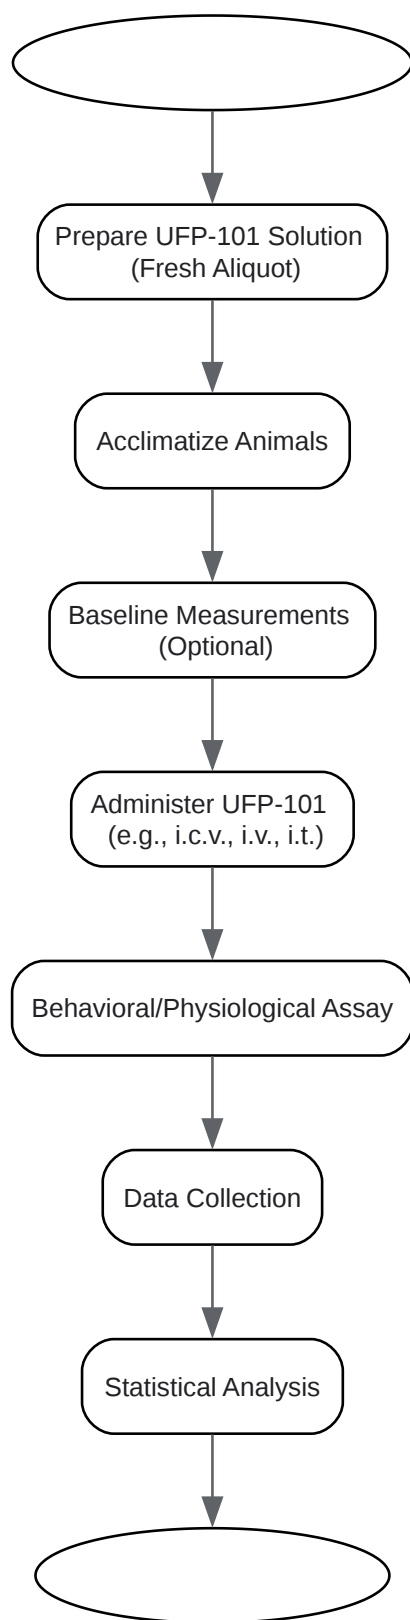 Prepare UFP-101 Solution
(Fresh Aliquot)
Acclimatize Animals
Baseline Measurements
(Optional)
Administer UFP-101
(e.g., i.c.v., i.v., i.t.)
Behavioral/Physiological Assay
Data Collection
Statistical Analysis